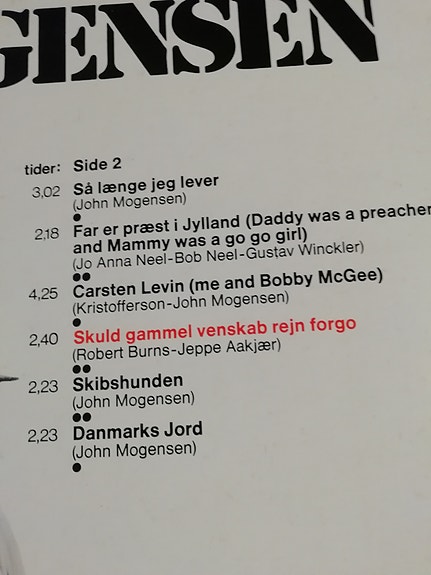 GENSEN
tider: Side 2
3,02 Så længe jeg lever
(John Mogensen)
2,18 Far er præst i Jylland (Daddy was a preacher
and Mammy was a go go girl)
(Jo Anna Neel-Bob Neel-Gustav Winckler)
4,25 Carsten Levin (me and Bobby McGee)
(Kristofferson-John Mogensen)
2,40 Skuld gammel venskab rejn forgo
(Robert Burns-Jeppe Aakjær)
2,23 Skibshunden
(John Mogensen)
2,23 Danmarks Jord
(John Mogensen)